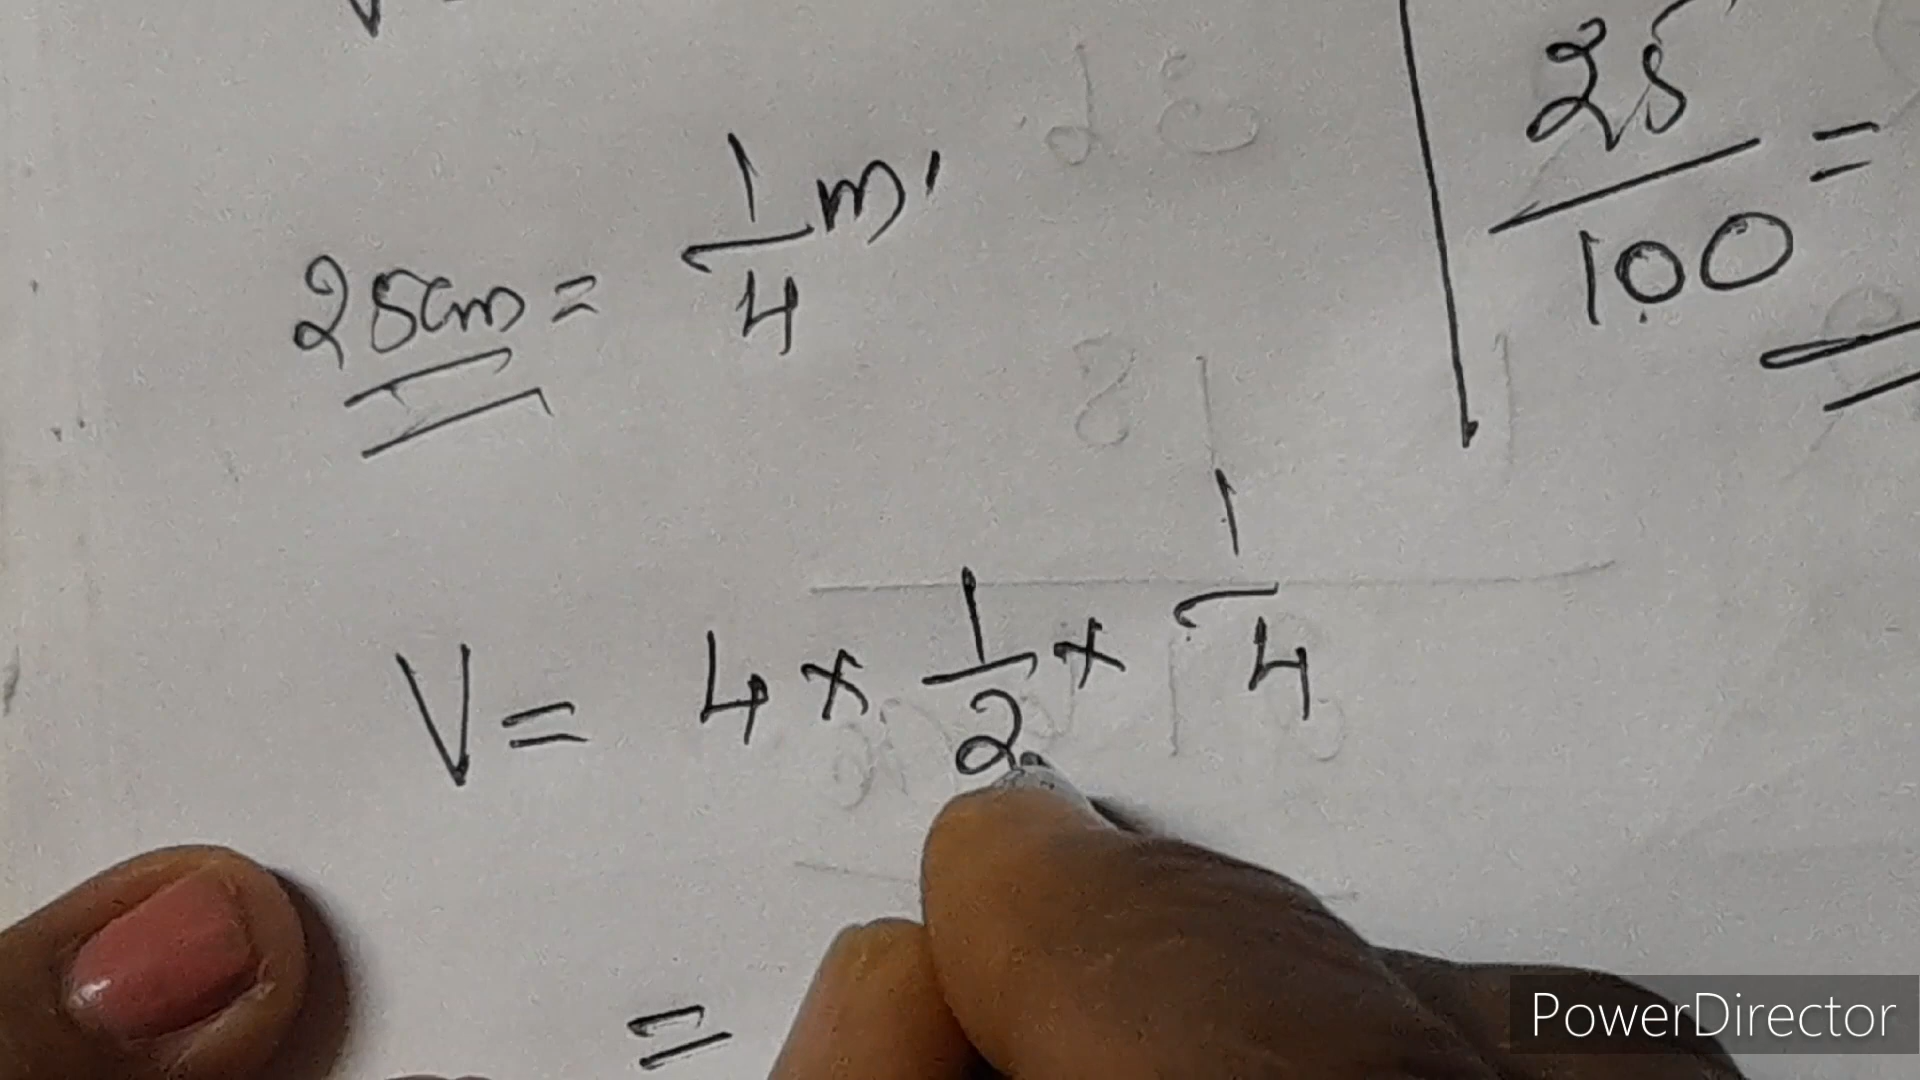 25cm = 1/4 m
25/100 =
V = 4 × 1/2 × 1/4
=
PowerDirector